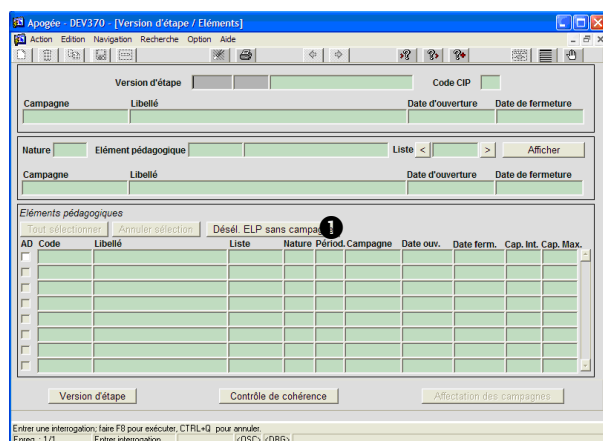 Apogée - DEV370 - [Version d'étape / Eléments]
Action Edition Navigation Recherche Option Aide
Version d'étape Code CIP
Campagne Libellé Date d'ouverture Date de fermeture
Nature Elément pédagogique Liste < > Afficher
Campagne Libellé Date d'ouverture Date de fermeture
Eléments pédagogiques
Tout sélectionner Annuler sélection Désél. ELP sans campagne 1
AD Code Libellé Liste Nature Périod. Campagne Date ouv. Date ferm. Cap. Int. Cap. Max.
Version d'étape Contrôle de cohérence Affectation des campagnes
Entrer une interrogation; faire F8 pour exécuter, CTRL+Q pour annuler.
Enreg. : 1/1 Entrer interrogation <OSC> <DBG>